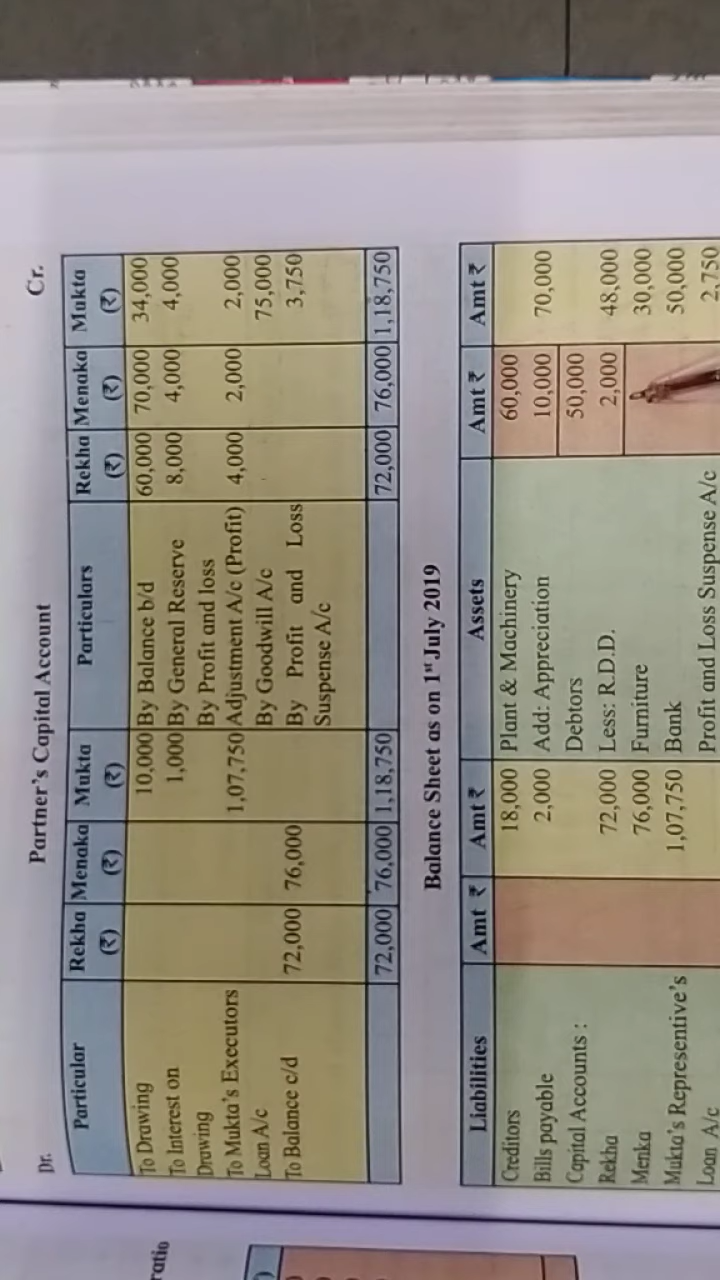 Partner's Capital Account
Dr. Cr.
Particular Rekha (₹) Menaka (₹) Mukta (₹) Particulars Rekha (₹) Menaka (₹) Mukta (₹)
To Drawing 10,000 By Balance b/d 60,000 70,000 34,000
To Interest on 1,000 By General Reserve 8,000 4,000 4,000
Drawing By Profit and loss
To Mukta's Executors 1,07,750 Adjustment A/c (Profit) 4,000 2,000 2,000
Loan A/c By Goodwill A/c 75,000
To Balance c/d 72,000 76,000 By Profit and Loss 3,750
Suspense A/c
72,000 76,000 1,18,750 72,000 76,000 1,18,750
Balance Sheet as on 1st July 2019
Liabilities Amt ₹ Amt ₹ Assets Amt ₹ Amt ₹
Creditors 18,000 Plant & Machinery 60,000
Bills payable 2,000 Add: Appreciation 10,000 70,000
Capital Accounts : Debtors 50,000
Rekha 72,000 Less: R.D.D. 2,000 48,000
Menka 76,000 Furniture 30,000
Mukta's Representive's 1,07,750 Bank 50,000
Loan A/c Profit and Loss Suspense A/c 2,750
ratio